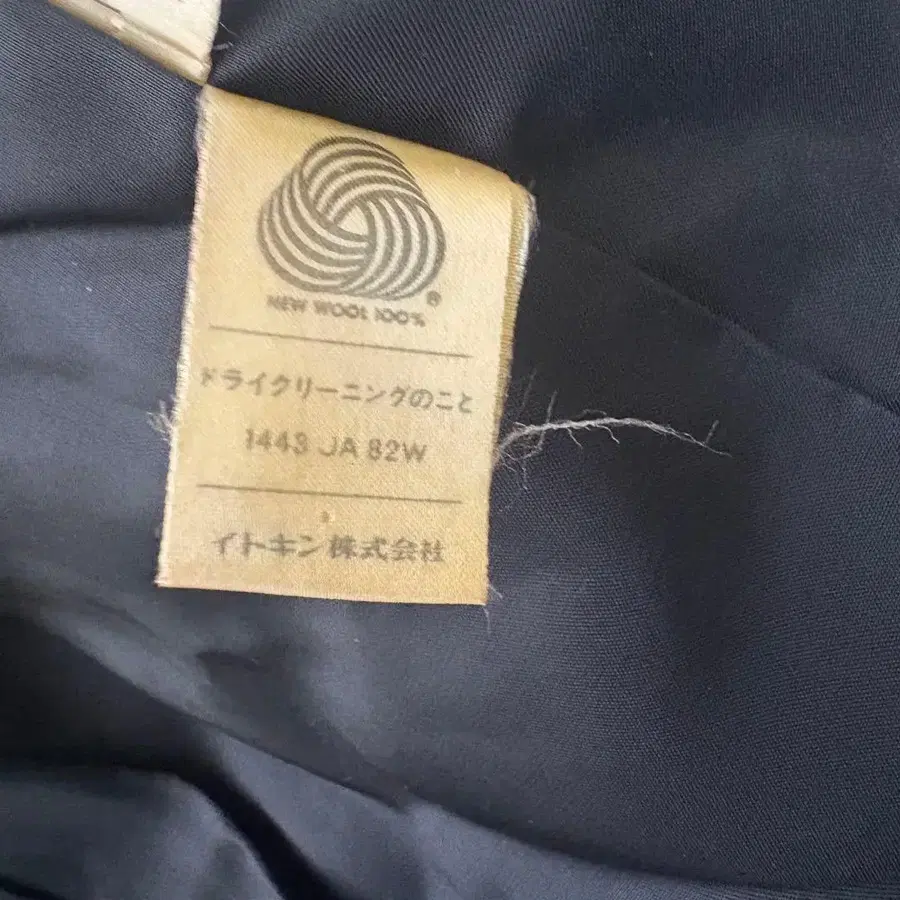 NEW WOOL 100%
ドライクリーニングのこと
1443 JA 82W
イトキン株式会社